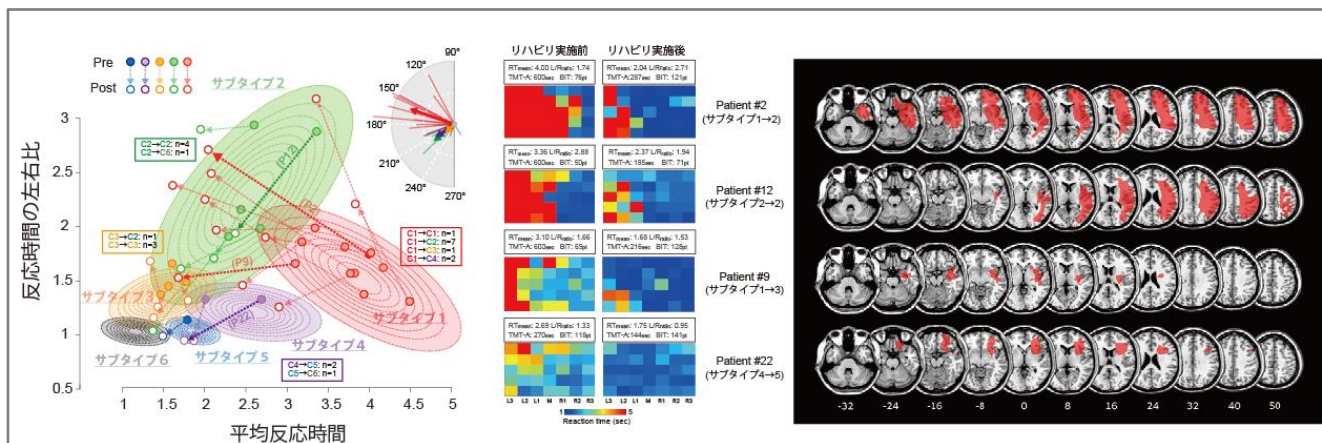 Pre
Post
サブタイプ2
90°
120°
150°
180°
210°
240°
270°
反応時間の左右比
3
2.5
2
1.5
1
0.5
C2→C2: n=4
C2→C6: n=1
(P12)
C3→C2: n=1
C3→C3: n=3
(P9)
C1→C1: n=1
C1→C2: n=7
C1→C3: n=1
C1→C4: n=2
サブタイプ3
サブタイプ1
(P22)
サブタイプ4
サブタイプ6
サブタイプ5
C4→C5: n=2
C5→C6: n=1
1
1.5
2
2.5
3
3.5
4
4.5
5
平均反応時間
リハビリ実施前
リハビリ実施後
RTmean: 4.00 L/Rratio: 1.74
TMT-A: 600sec BIT: 76pt
RTmean: 2.04 L/Rratio: 2.71
TMT-A:287sec BIT: 121pt
Patient #2
(サブタイプ1→2)
RTmean: 3.36 L/Rratio: 2.88
TMT-A: 600sec BIT: 50pt
RTmean: 2.37 L/Rratio: 1.94
TMT-A: 185sec BIT: 71pt
Patient #12
(サブタイプ2→2)
RTmean: 3.10 L/Rratio: 1.66
TMT-A: 600sec BIT: 65pt
RTmean: 1.68 L/Rratio: 1.53
TMT-A:216sec BIT: 128pt
Patient #9
(サブタイプ1→3)
RTmean: 2.69 L/Rratio: 1.33
TMT-A: 270sec BIT: 118pt
RTmean: 1.75 L/Rratio: 0.95
TMT-A:144sec BIT: 141pt
Patient #22
(サブタイプ4→5)
L3 L2 L1 M R1 R2 R3
L3 L2 L1 M R1 R2 R3
1
5
Reaction time (sec)
-32 -24 -16 -8 0 8 16 24 32 40 50